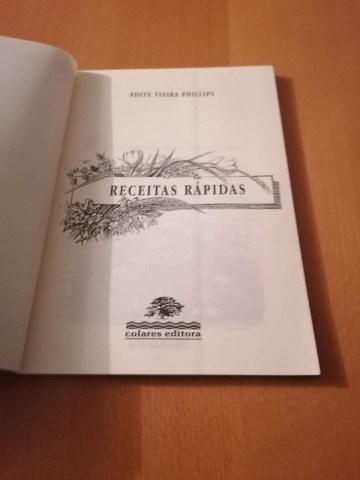 EDITE VIEIRA PHILLIPS
RECEITAS RÁPIDAS
colares editora